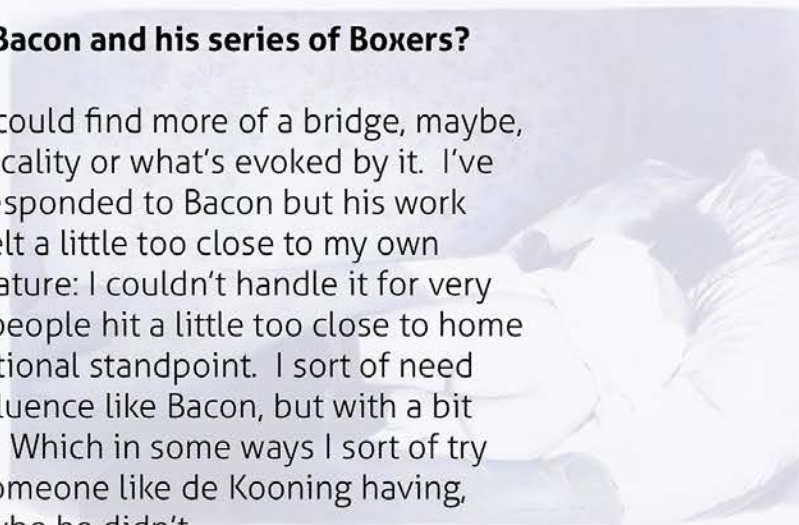 Bacon and his series of Boxers?
could find more of a bridge, maybe,
cality or what's evoked by it. I've
sponded to Bacon but his work
elt a little too close to my own
ature: I couldn't handle it for very
people hit a little too close to home
tional standpoint. I sort of need
luence like Bacon, but with a bit
Which in some ways I sort of try
omeone like de Kooning having,
he didn't